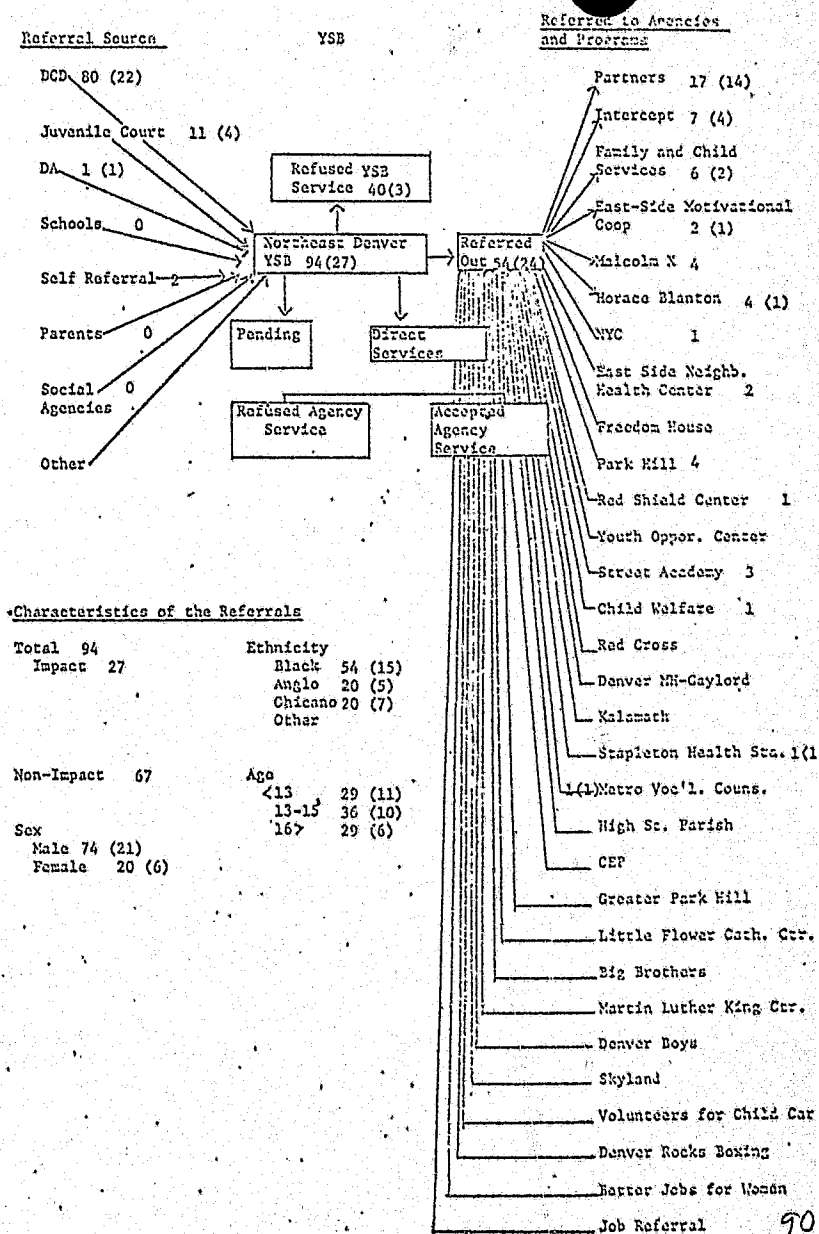 Referral Source
YSB
Referred to Agencies
and Programs
DCD 80 (22)
Juvenile Court 11 (4)
DA 1 (1)
Schools 0
Self Referral 2
Parents 0
Social 0
Agencies
Other
Refused YSB
Service 40(3)
Northeast Denver
YSB 94(27)
Referred
Out 54(24)
Pending
Direct
Services
Refused Agency
Service
Accepted
Agency
Service
Partners 17 (14)
Intercept 7 (4)
Family and Child
Services 6 (2)
East-Side Motivational
Coop 2 (1)
Malcolm X 4
Horace Blanton 4 (1)
NYC 1
East Side Neighb.
Health Center 2
Freedom House
Park Hill 4
Red Shield Center 1
Youth Oppor. Center
Street Academy 3
Child Welfare 1
Red Cross
Denver MH-Gaylord
Kalamath
Stapleton Health Sta. 1(1
1(1)Metro Voc'l. Couns.
High St. Parish
CEP
Greater Park Hill
Little Flower Cath. Ctr.
Big Brothers
Martin Luther King Ctr.
Denver Boys
Skyland
Volunteers for Child Car
Denver Rocks Boxing
Better Jobs for Women
Job Referral
Characteristics of the Referrals
Total 94
Impact 27
Non-Impact 67
Sex
Male 74 (21)
Female 20 (6)
Ethnicity
Black 54 (15)
Anglo 20 (5)
Chicano 20 (7)
Other
Age
<13 29 (11)
13-15 36 (10)
16> 29 (6)
90